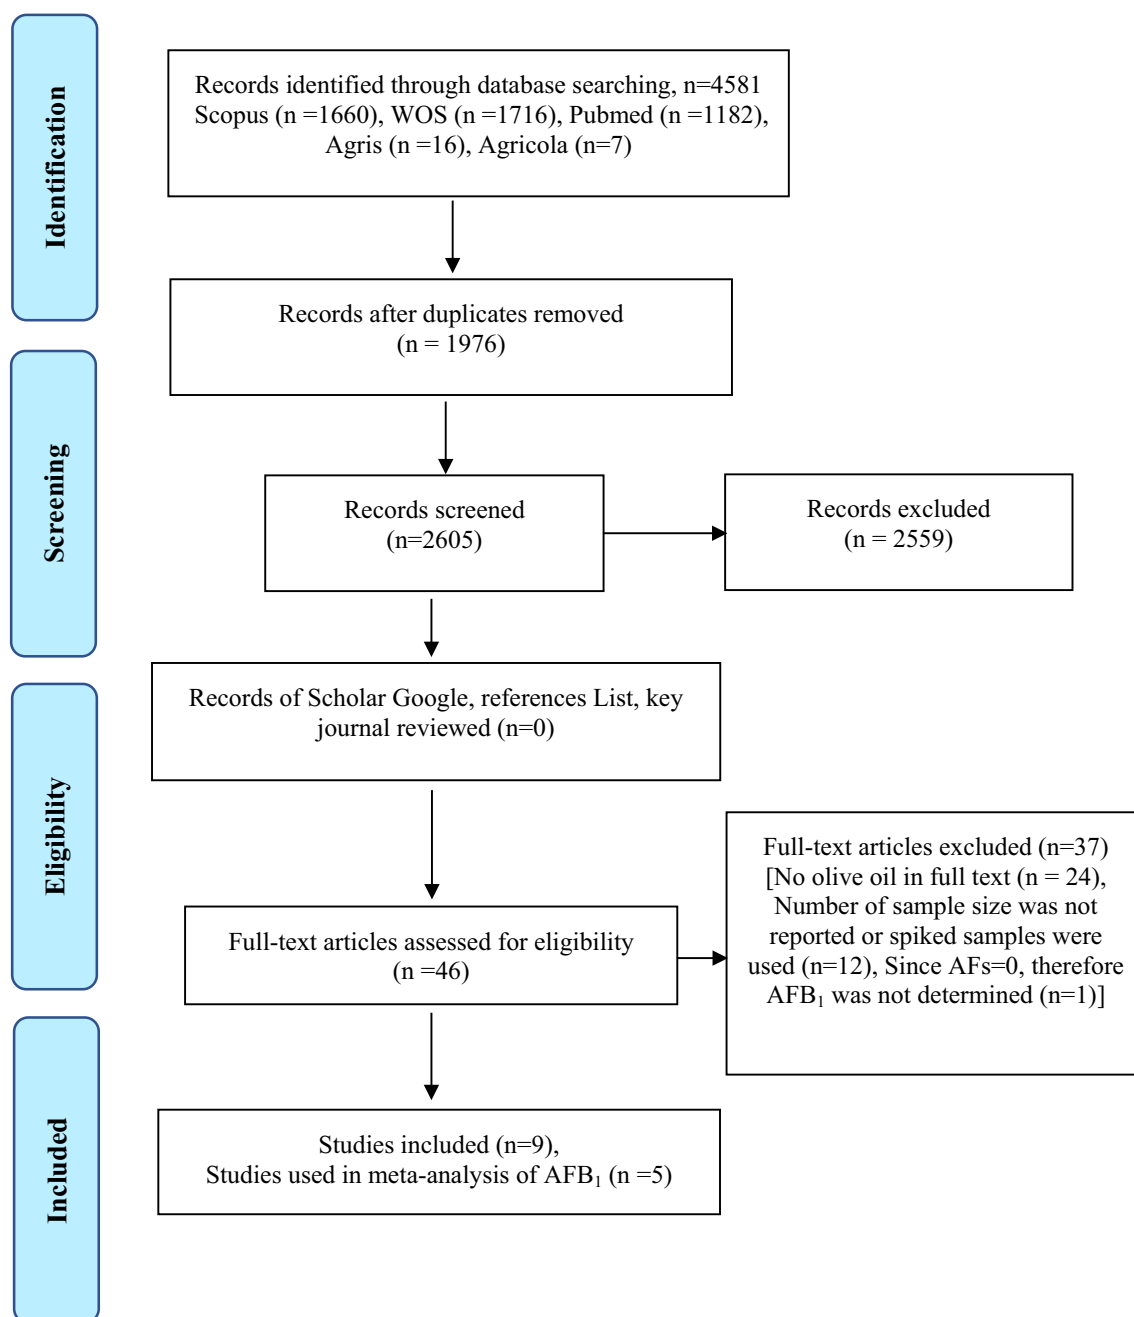 Identification
Records identified through database searching, n=4581
Scopus (n =1660), WOS (n =1716), Pubmed (n =1182),
Agris (n =16), Agricola (n=7)
Records after duplicates removed
(n = 1976)
Screening
Records screened
(n=2605)
Records excluded
(n = 2559)
Records of Scholar Google, references List, key
journal reviewed (n=0)
Eligibility
Full-text articles assessed for eligibility
(n =46)
Full-text articles excluded (n=37)
[No olive oil in full text (n = 24),
Number of sample size was not
reported or spiked samples were
used (n=12), Since AFs=0, therefore
AFB₁ was not determined (n=1)]
Included
Studies included (n=9),
Studies used in meta-analysis of AFB₁ (n =5)